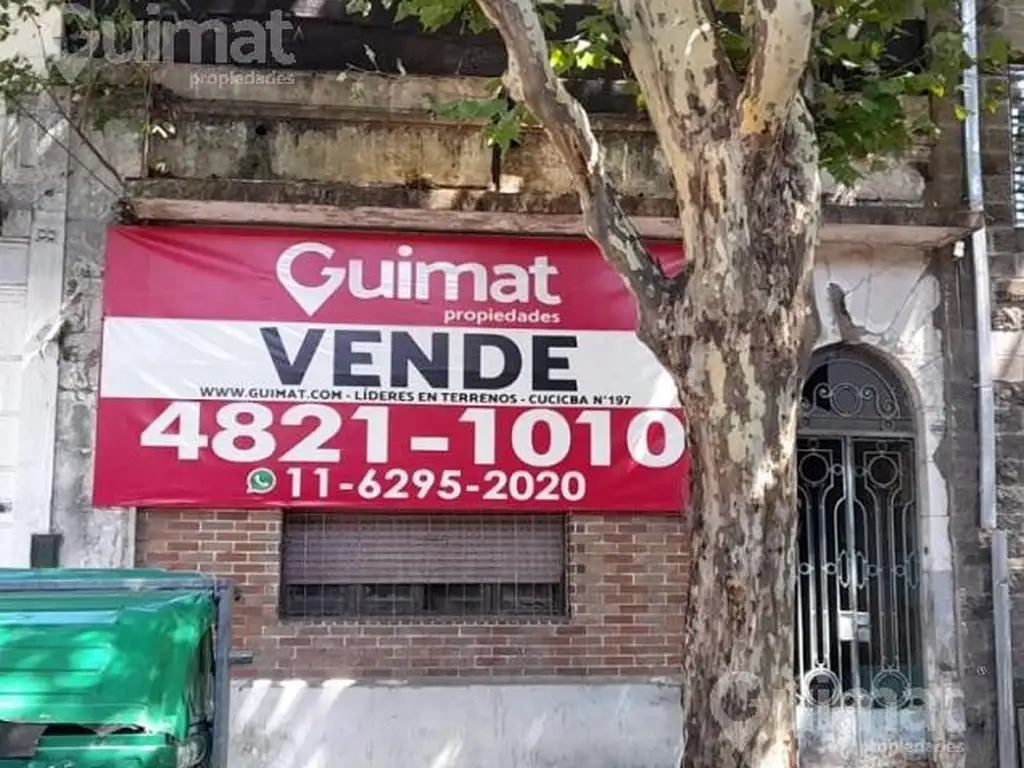 Guimat
propiedades
Guimat
propiedades
VENDE
WWW.GUIMAT.COM - LÍDERES EN TERRENOS - CUCICBA N°197
4821-1010
11-6295-2020
Guimat
propiedades